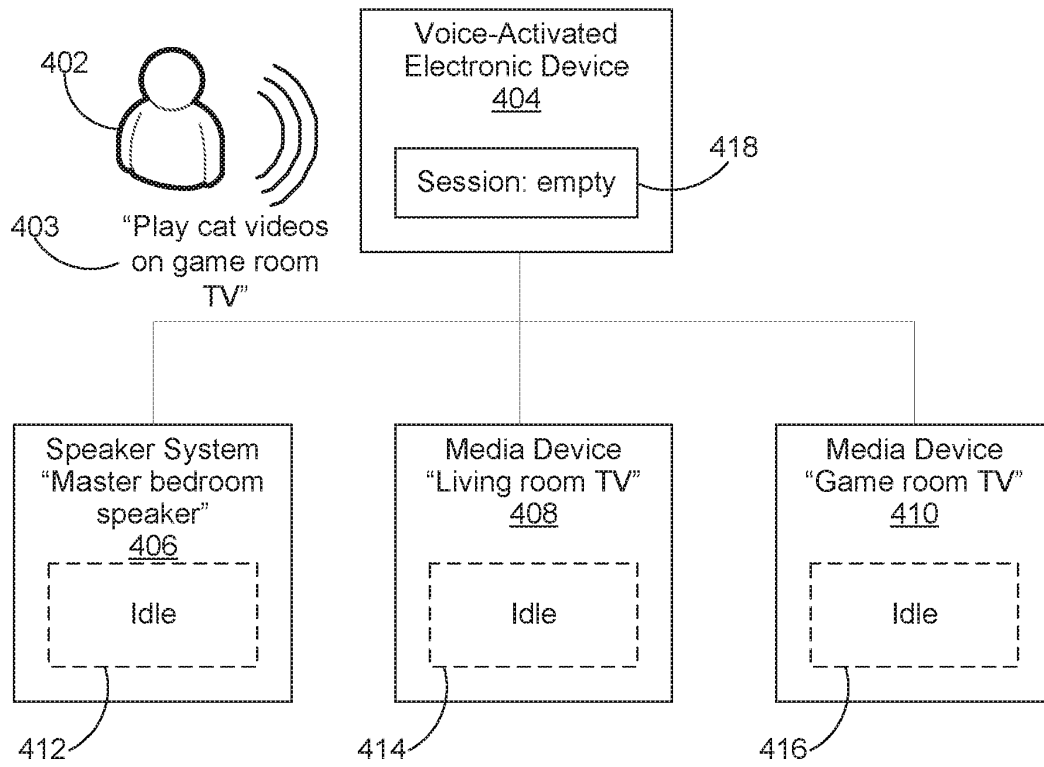 Voice-Activated
Electronic Device
404
402
418
Session: empty
403
“Play cat videos
on game room
TV”
Speaker System
“Master bedroom
speaker”
406
Idle
412
Media Device
“Living room TV”
408
Idle
414
Media Device
“Game room TV”
410
Idle
416